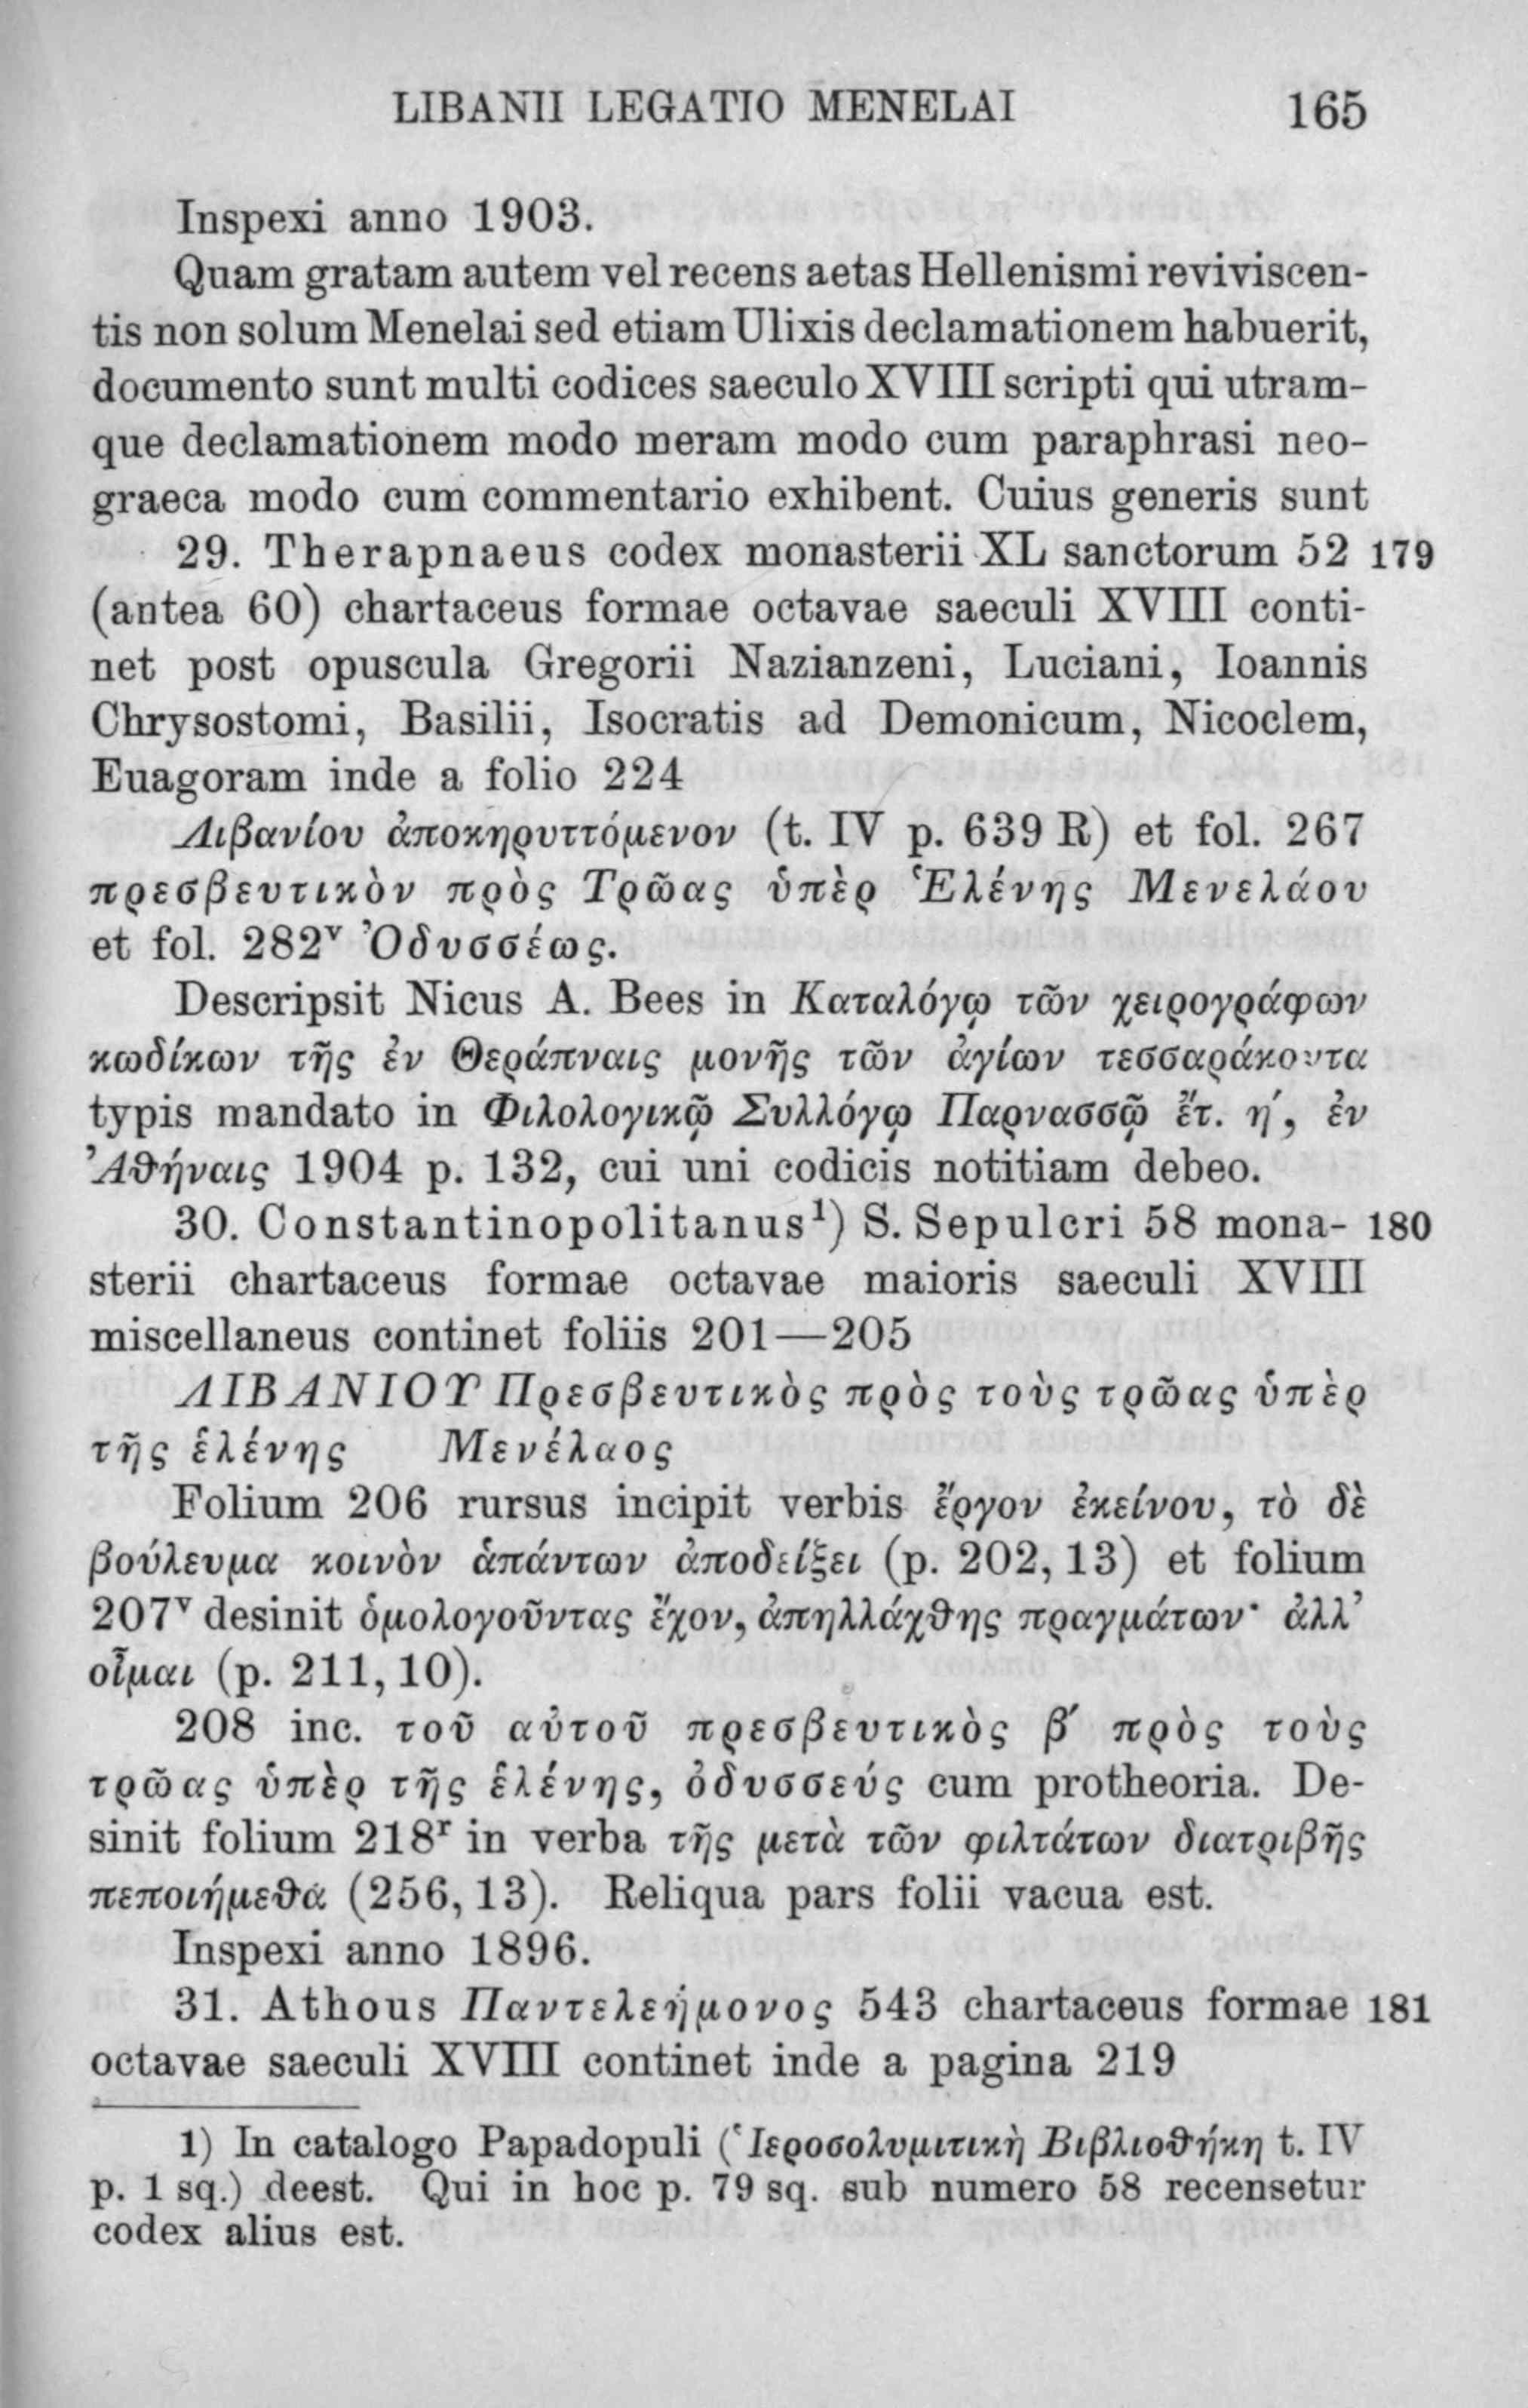 LIBANII LEGATIO MENELAI 165
Inspexi anno 1903.
Quam gratam autem vel recens aetas Hellenismi reviviscen-
tis non solum Menelai sed etiam Ulixis declamationem habuerit,
documento sunt multi codices saeculo XVIII scripti qui utram-
que declamationem modo meram modo cum paraphrasi neo-
graeca modo cum commentario exhibent. Cuius generis sunt
29. Therapnaeus codex monasterii XL sanctorum 52 179
(antea 60) chartaceus formae octavae saeculi XVIII conti-
net post opuscula Gregorii Nazianzeni, Luciani, Ioannis
Chrysostomi, Basilii, Isocratis ad Demonicum, Nicoclem,
Euagoram inde a folio 224
Λιβανίου ἀποκηρυττόμενον (t. IV p. 639 R) et fol. 267
πρεσβευτικὸν πρὸς Τρῶας ὑπὲρ Ἑλένης Μενελάου
et fol. 282ᵛ Ὀδυσσέως.
Descripsit Nicus A. Bees in Καταλόγῳ τῶν χειρογράφων
κωδίκων τῆς ἐν Θεράπναις μονῆς τῶν ἁγίων τεσσαράκοντα
typis mandato in Φιλολογικῷ Συλλόγῳ Παρνασσῷ ἔτ. η΄, ἐν
Ἀθήναις 1904 p. 132, cui uni codicis notitiam debeo.
30. Constantinopolitanus¹) S. Sepulcri 58 mona- 180
sterii chartaceus formae octavae maioris saeculi XVIII
miscellaneus continet foliis 201—205
ΛΙΒΑΝΙΟΥ Πρεσβευτικὸς πρὸς τοὺς τρῶας ὑπὲρ
τῆς ἑλένης Μενέλαος
Folium 206 rursus incipit verbis ἔργον ἐκείνου, τὸ δὲ
βούλευμα κοινὸν ἁπάντων ἀποδείξει (p. 202, 13) et folium
207ᵛ desinit ὁμολογοῦντας ἔχον, ἀπηλλάχθης πραγμάτων· ἀλλ’
οἶμαι (p. 211, 10).
208 inc. τοῦ αὐτοῦ πρεσβευτικὸς β΄ πρὸς τοὺς
τρῶας ὑπὲρ τῆς ἑλένης, ὀδυσσεύς cum protheoria. De-
sinit folium 218ʳ in verba τῆς μετὰ τῶν φιλτάτων διατριβῆς
πεποιήμεθα (256, 13). Reliqua pars folii vacua est.
Inspexi anno 1896.
31. Athous Παντελεήμονος 543 chartaceus formae 181
octavae saeculi XVIII continet inde a pagina 219
1) In catalogo Papadopuli (Ἱεροσολυμιτικὴ Βιβλιοθήκη t. IV
p. 1 sq.) deest. Qui in hoc p. 79 sq. sub numero 58 recensetur
codex alius est.